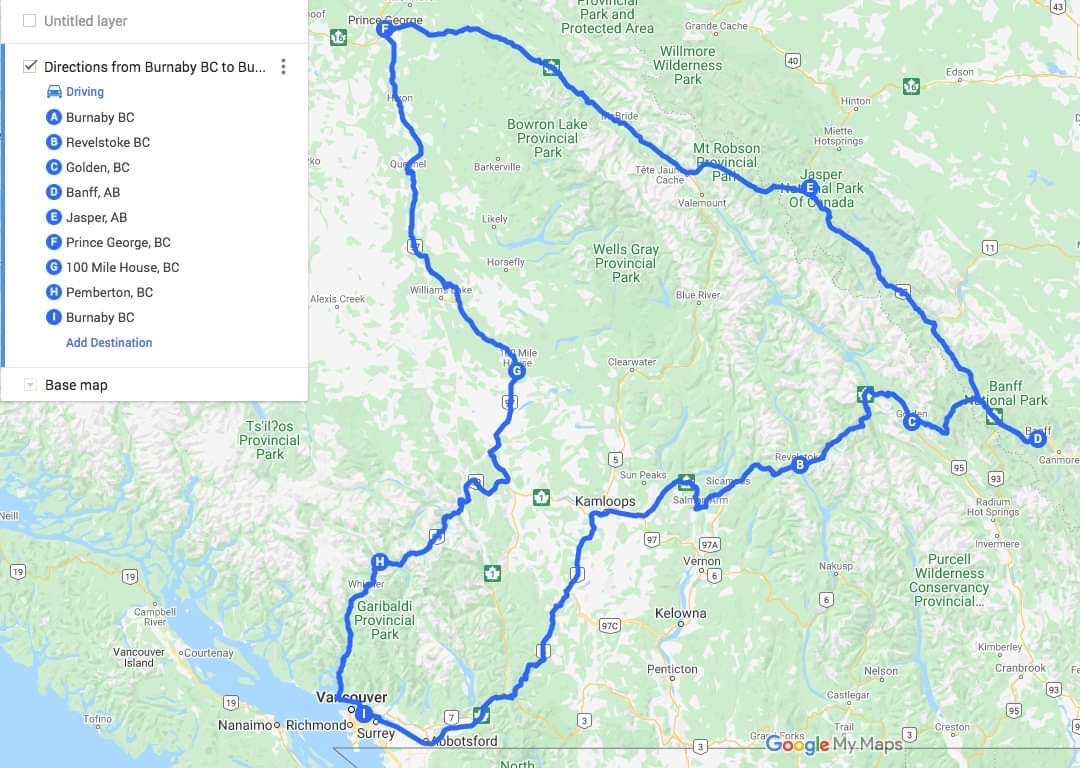 Untitled layer
Directions from Burnaby BC to Bu...
Driving
A Burnaby BC
B Revelstoke BC
C Golden, BC
D Banff, AB
E Jasper, AB
F Prince George, BC
G 100 Mile House, BC
H Pemberton, BC
I Burnaby BC
Add Destination
Base map
Provincial
Park and
Protected Area
43
Prince George
F
16
Grande Cache
Willmore
Wilderness
Park
40
Edson
16
Hinton
Hixon
McBride
Bowron Lake
Provincial
Park
Miette
Hotsprings
Mt Robson
Provincial
Park
Quesnel
Barkerville
Tête Jaune
Cache
Jasper
National Park
Of Canada
E
Valemount
Likely
97
11
Wells Gray
Provincial
Park
Horsefly
Williams Lake
Alexis Creek
Blue River
100 Mile
House
G
Clearwater
97
Banff
National Park
Golden
C
Banff
D
Canmore
Ts'ilʔos
Provincial
Park
5
Revelstoke
B
95
93
Sun Peaks
Sicamous
Salmon Arm
1
Kamloops
Radium
Hot Springs
Neill
97
97A
Invermere
H
Vernon
6
Nakusp
Purcell
Wilderness
Conservancy
Provincial...
19
19
1
Whistler
Garibaldi
Provincial
Park
Campbell
River
6
97C
Kelowna
Vancouver
Island
Courtenay
Kimberley
Penticton
Nelson
Cranbrook
Castlegar
93
Vancouver
19
I
7
95
Tofino
Nanaimo
Richmond
Surrey
3
Trail
Grand Forks
3
Abbotsford
3
Google My Maps
North